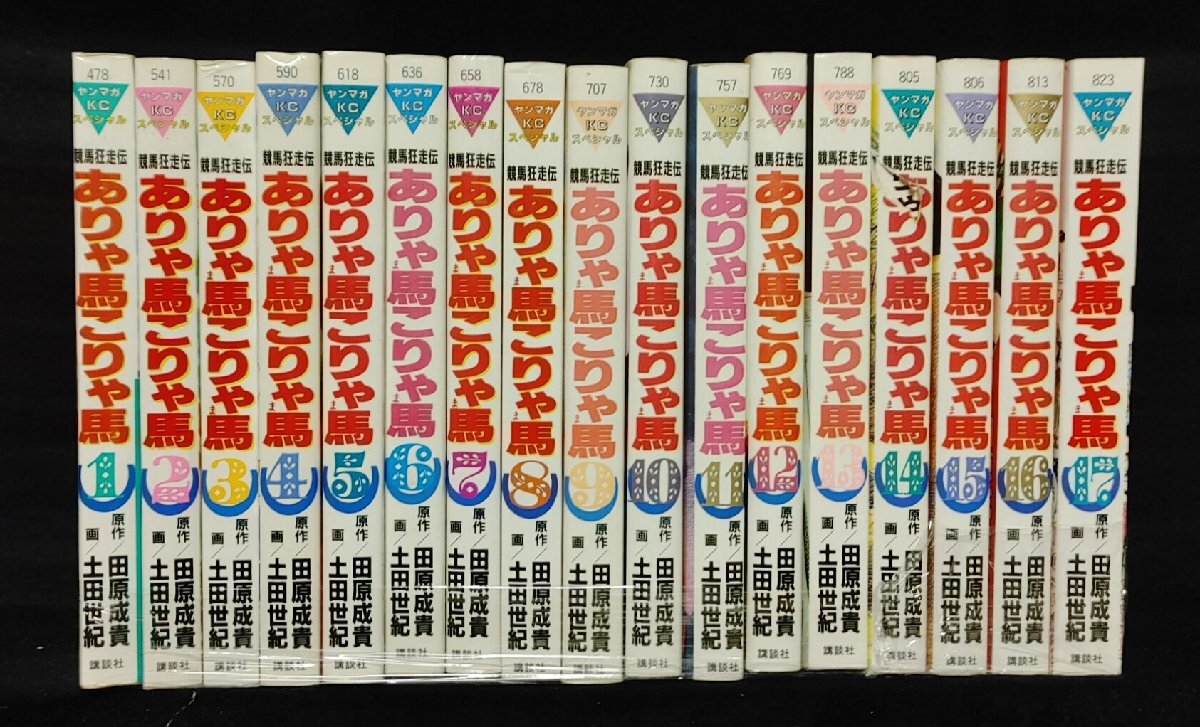 478
ヤンマガ
KC
スペシャル
競馬狂走伝
ありゃ馬こりゃ馬
1
原作/田原成貴
画/土田世紀
講談社
541
ヤンマガ
KC
スペシャル
競馬狂走伝
ありゃ馬こりゃ馬
2
原作/田原成貴
画/土田世紀
講談社
570
ヤンマガ
KC
スペシャル
競馬狂走伝
ありゃ馬こりゃ馬
3
原作/田原成貴
画/土田世紀
講談社
590
ヤンマガ
KC
スペシャル
競馬狂走伝
ありゃ馬こりゃ馬
4
原作/田原成貴
画/土田世紀
講談社
618
ヤンマガ
KC
スペシャル
競馬狂走伝
ありゃ馬こりゃ馬
5
原作/田原成貴
画/土田世紀
講談社
636
ヤンマガ
KC
スペシャル
競馬狂走伝
ありゃ馬こりゃ馬
6
原作/田原成貴
画/土田世紀
講談社
658
ヤンマガ
KC
スペシャル
競馬狂走伝
ありゃ馬こりゃ馬
7
原作/田原成貴
画/土田世紀
講談社
678
ヤンマガ
KC
スペシャル
競馬狂走伝
ありゃ馬こりゃ馬
8
原作/田原成貴
画/土田世紀
講談社
707
ヤンマガ
KC
スペシャル
競馬狂走伝
ありゃ馬こりゃ馬
9
原作/田原成貴
画/土田世紀
講談社
730
ヤンマガ
KC
スペシャル
競馬狂走伝
ありゃ馬こりゃ馬
10
原作/田原成貴
画/土田世紀
講談社
757
ヤンマガ
KC
スペシャル
競馬狂走伝
ありゃ馬こりゃ馬
11
原作/田原成貴
画/土田世紀
講談社
769
ヤンマガ
KC
スペシャル
競馬狂走伝
ありゃ馬こりゃ馬
12
原作/田原成貴
画/土田世紀
講談社
788
ヤンマガ
KC
スペシャル
競馬狂走伝
ありゃ馬こりゃ馬
13
原作/田原成貴
画/土田世紀
講談社
805
ヤンマガ
KC
スペシャル
競馬狂走伝
ありゃ馬こりゃ馬
14
原作/田原成貴
画/土田世紀
講談社
806
ヤンマガ
KC
スペシャル
競馬狂走伝
ありゃ馬こりゃ馬
15
原作/田原成貴
画/土田世紀
講談社
813
ヤンマガ
KC
スペシャル
競馬狂走伝
ありゃ馬こりゃ馬
16
原作/田原成貴
画/土田世紀
講談社
823
ヤンマガ
KC
スペシャル
競馬狂走伝
ありゃ馬こりゃ馬
17
原作/田原成貴
画/土田世紀
講談社